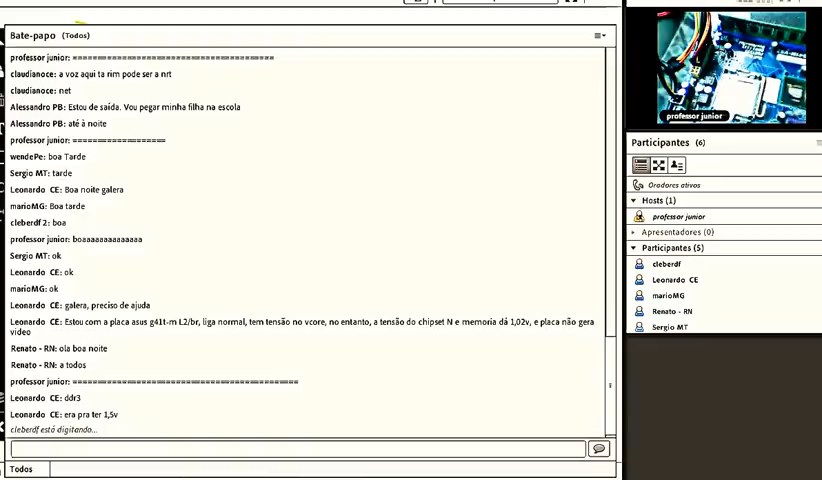 Bate-papo (Todos)
professor junior: =========================================
claudianoce: a voz aqui ta rim pode ser a nrt
claudianoce: net
Alessandro PB: Estou de saída. Vou pegar minha filha na escola
Alessandro PB: até à noite
professor junior: ===================
wendePe: boa Tarde
Sergio MT: tarde
Leonardo CE: Boa noite galera
marioMG: Boa tarde
cleberdf 2: boa
professor junior: boaaaaaaaaaaaaaa
Sergio MT: ok
Leonardo CE: ok
marioMG: ok
Leonardo CE: galera, preciso de ajuda
Leonardo CE: Estou com a placa asus g41t-m L2/br, liga normal, tem tensão no vcore, no entanto, a tensão do chipset N e memoria dá 1,02v, e placa não gera
video
Renato - RN: ola boa noite
Renato - RN: a todos
professor junior: ==============================================
Leonardo CE: ddr3
Leonardo CE: era pra ter 1,5v
cleberdf está digitando...
Todos
professor junior
Participantes (6)
Oradores ativos
Hosts (1)
professor junior
Apresentadores (0)
Participantes (5)
cleberdf
Leonardo CE
marioMG
Renato - RN
Sergio MT